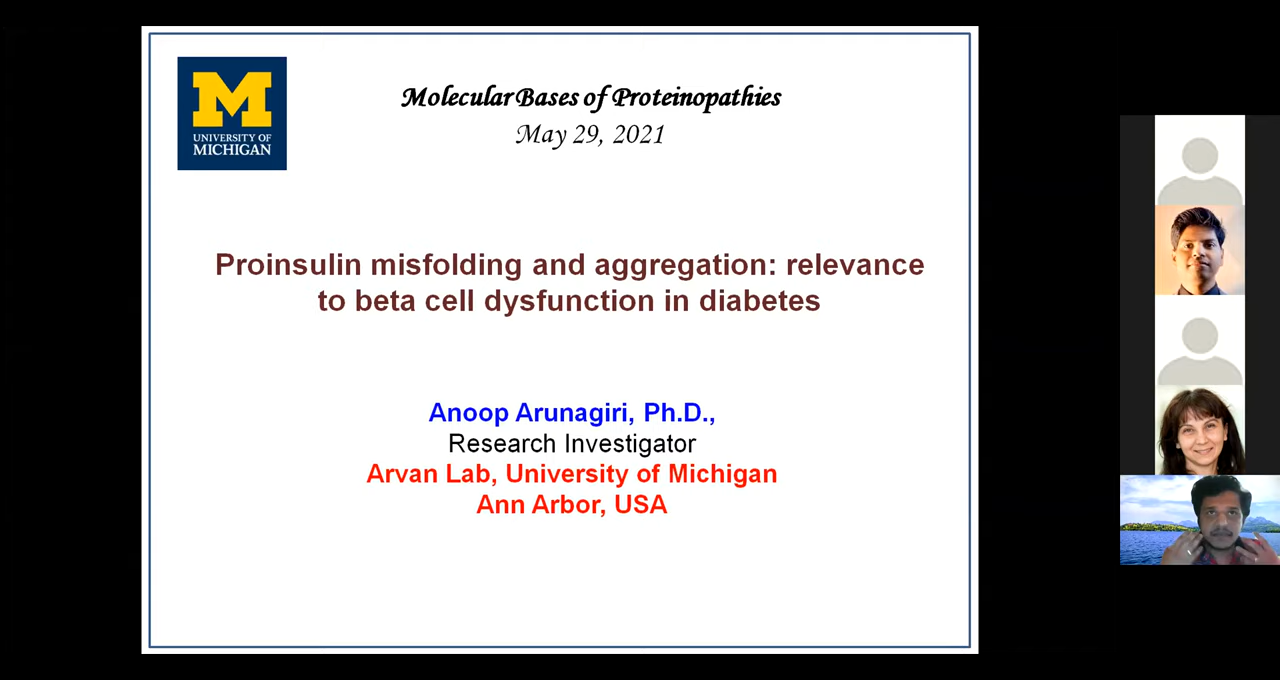 UNIVERSITY OF
MICHIGAN
Molecular Bases of Proteinopathies
May 29, 2021
Proinsulin misfolding and aggregation: relevance
to beta cell dysfunction in diabetes
Anoop Arunagiri, Ph.D.,
Research Investigator
Arvan Lab, University of Michigan
Ann Arbor, USA